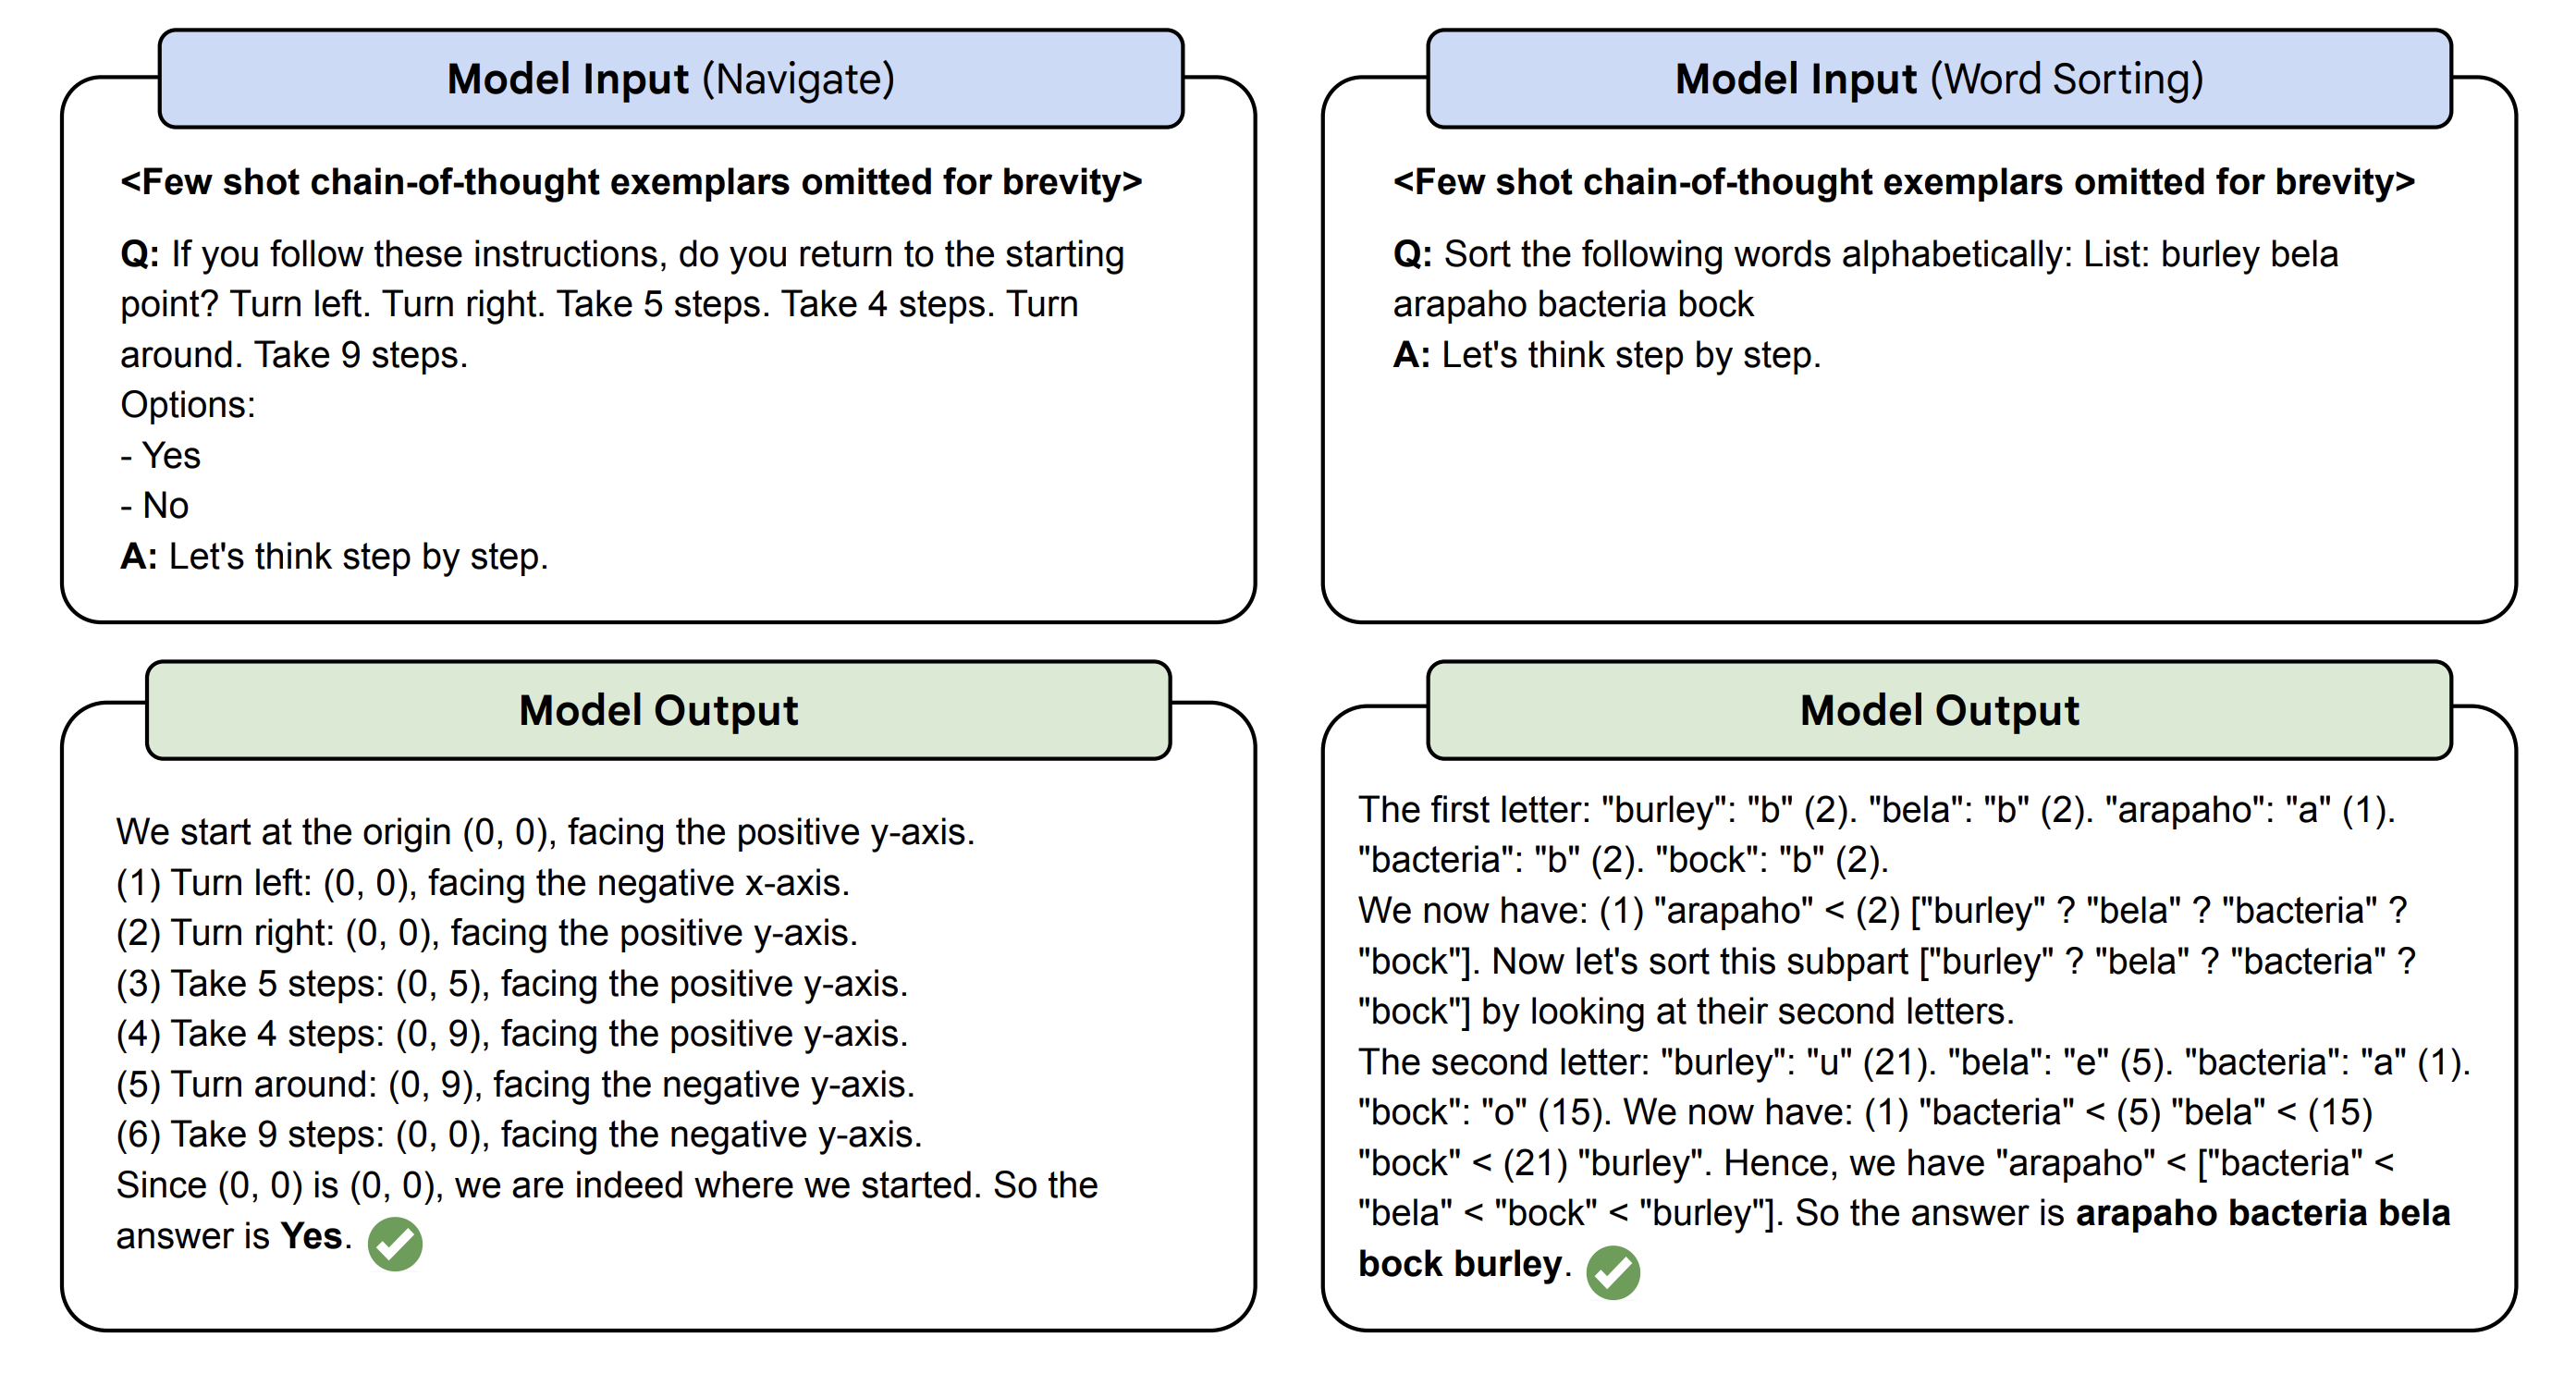 Model Input (Navigate)
<Few shot chain-of-thought exemplars omitted for brevity>
Q: If you follow these instructions, do you return to the starting
point? Turn left. Turn right. Take 5 steps. Take 4 steps. Turn
around. Take 9 steps.
Options:
- Yes
- No
A: Let's think step by step.
Model Input (Word Sorting)
<Few shot chain-of-thought exemplars omitted for brevity>
Q: Sort the following words alphabetically: List: burley bela
arapaho bacteria bock
A: Let's think step by step.
Model Output
We start at the origin (0, 0), facing the positive y-axis.
(1) Turn left: (0, 0), facing the negative x-axis.
(2) Turn right: (0, 0), facing the positive y-axis.
(3) Take 5 steps: (0, 5), facing the positive y-axis.
(4) Take 4 steps: (0, 9), facing the positive y-axis.
(5) Turn around: (0, 9), facing the negative y-axis.
(6) Take 9 steps: (0, 0), facing the negative y-axis.
Since (0, 0) is (0, 0), we are indeed where we started. So the
answer is Yes.
Model Output
The first letter: "burley": "b" (2). "bela": "b" (2). "arapaho": "a" (1).
"bacteria": "b" (2). "bock": "b" (2).
We now have: (1) "arapaho" < (2) ["burley" ? "bela" ? "bacteria" ?
"bock"]. Now let's sort this subpart ["burley" ? "bela" ? "bacteria" ?
"bock"] by looking at their second letters.
The second letter: "burley": "u" (21). "bela": "e" (5). "bacteria": "a" (1).
"bock": "o" (15). We now have: (1) "bacteria" < (5) "bela" < (15)
"bock" < (21) "burley". Hence, we have "arapaho" < ["bacteria" <
"bela" < "bock" < "burley"]. So the answer is arapaho bacteria bela
bock burley.